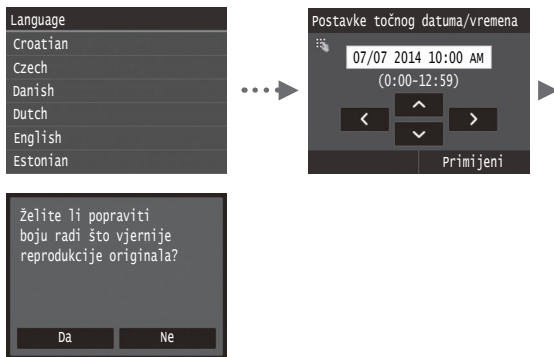 Language
Croatian
Czech
Danish
Dutch
English
Estonian
Postavke točnog datuma/vremena
07/07 2014 10:00 AM
(0:00-12:59)
Primijeni
Želite li popraviti
boju radi što vjernije
reprodukcije originala?
Da Ne